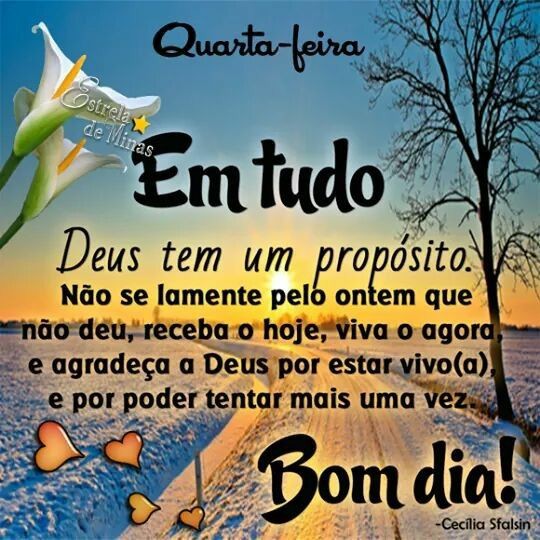 Quarta-feira
Estrela
de Minas
Em tudo
Deus tem um propósito.
Não se lamente pelo ontem que
não deu, receba o hoje, viva o agora,
e agradeça a Deus por estar vivo(a),
e por poder tentar mais uma vez.
Bom dia!
-Cecília Sfalsin